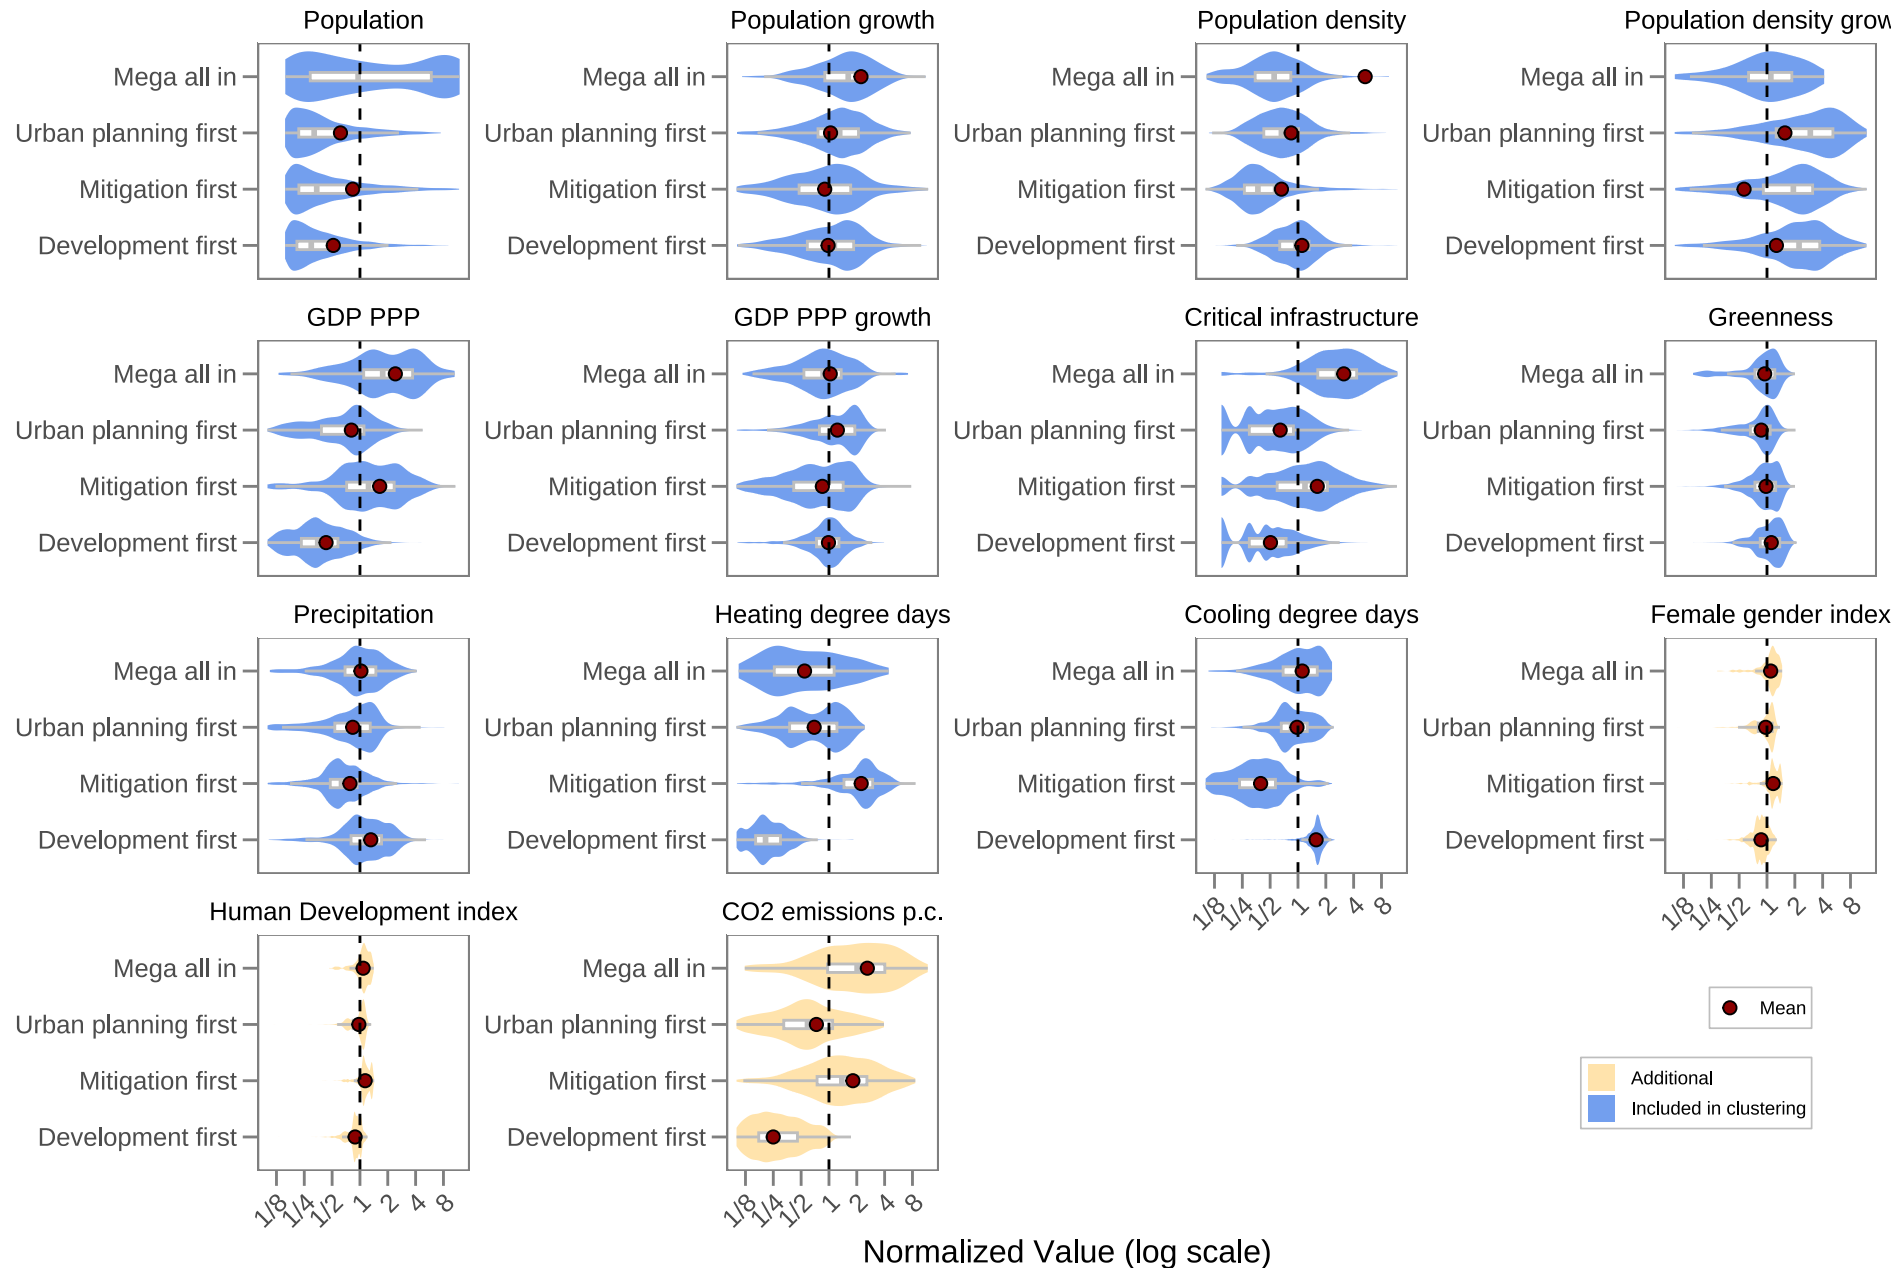 Population
Population growth
Population density
Population density grow
Mega all in
Urban planning first
Mitigation first
Development first
Mega all in
Urban planning first
Mitigation first
Development first
Mega all in
Urban planning first
Mitigation first
Development first
Mega all in
Urban planning first
Mitigation first
Development first
GDP PPP
GDP PPP growth
Critical infrastructure
Greenness
Mega all in
Urban planning first
Mitigation first
Development first
Mega all in
Urban planning first
Mitigation first
Development first
Mega all in
Urban planning first
Mitigation first
Development first
Mega all in
Urban planning first
Mitigation first
Development first
Precipitation
Heating degree days
Cooling degree days
Female gender index
Mega all in
Urban planning first
Mitigation first
Development first
Mega all in
Urban planning first
Mitigation first
Development first
Mega all in
Urban planning first
Mitigation first
Development first
1/8 1/4 1/2 1 2 4 8
Mega all in
Urban planning first
Mitigation first
Development first
1/8 1/4 1/2 1 2 4 8
Human Development index
CO2 emissions p.c.
Mega all in
Urban planning first
Mitigation first
Development first
1/8 1/4 1/2 1 2 4 8
Mega all in
Urban planning first
Mitigation first
Development first
1/8 1/4 1/2 1 2 4 8
Mean
Additional
Included in clustering
Normalized Value (log scale)